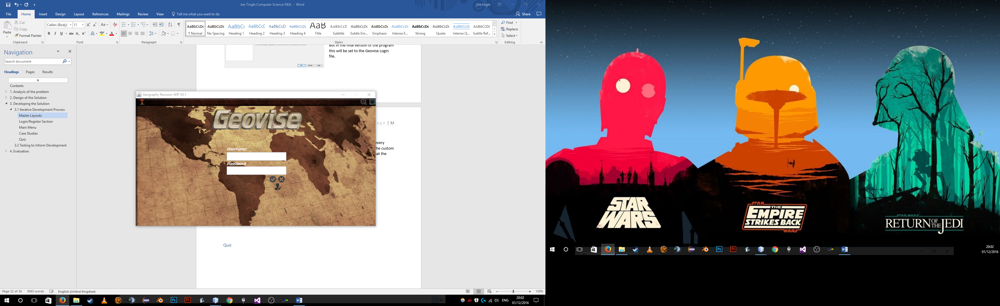 Joe Tingle Computer Science NEA - Word
joe tingle
File Home Insert Design Layout References Mailings Review View Tell me what you want to do
Share
Paste
Cut
Copy
Format Painter
Clipboard
Calibri (Body) 11
Font
Paragraph
AaBbCcDc AaBbCcDc AaBbC( AaBbCcE AaBbCcD AaBbCcDc AaB AaBbCcD AaBbCcDc AaBbCcDc AaBbCcDc AaBbCcDc AaBbCcDc AaBbCcDc AABBCCDE
¶ Normal No Spacing Heading 1 Heading 2 Heading 3 Heading 4 Title Subtitle Subtle Em... Emphasis Intense E... Strong Quote Intense Q... Subtle Ref...
Styles
Find
Replace
Select
Editing
Navigation
Search document
Headings Pages Results
Contents
1. Analysis of the problem
2. Design of the Solution
3. Developing the Solution
3.1 Iterative Development Process
Master Layouts
Login/Register Section
Main Menu
Case Studies
Quiz
3.2 Testing to Inform Development
4. Evaluation
But in the final version of the program
this will be set to the Geovise Login
file.
OK Cancel Help
age | 32
every
he custom
hat the
Geography Revision WIP V0.1
Geovise
Username
Password
Quiz
Page 32 of 36 9063 words English (United Kingdom)
100%
ENG
20:02
01/12/2016
STAR
WARS
STAR
THE
EMPIRE
STRIKES BACK
WARS
STAR WARS
RETURN OF THE JEDI
20:02
01/12/2016